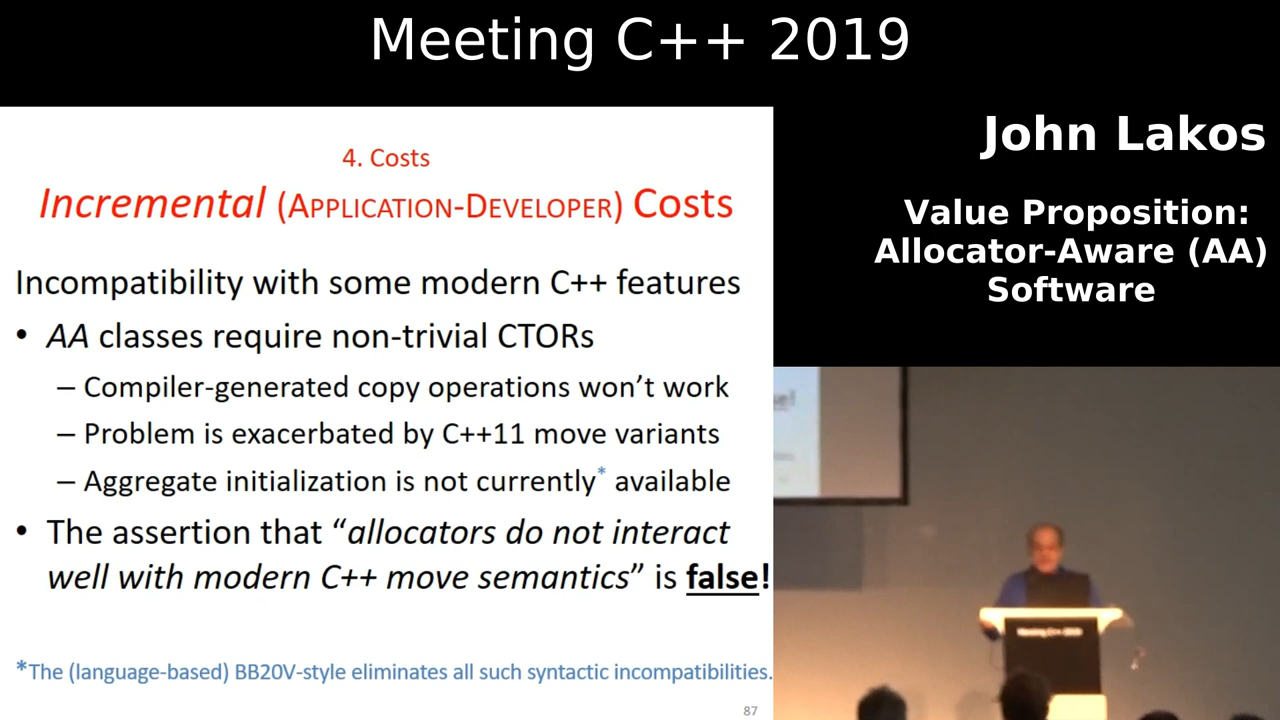 Meeting C++ 2019
4. Costs
Incremental (APPLICATION-DEVELOPER) Costs
Incompatibility with some modern C++ features
• AA classes require non-trivial CTORs
– Compiler-generated copy operations won’t work
– Problem is exacerbated by C++11 move variants
– Aggregate initialization is not currently* available
• The assertion that “allocators do not interact
well with modern C++ move semantics” is false!
*The (language-based) BB20V-style eliminates all such syntactic incompatibilities.
87
John Lakos
Value Proposition:
Allocator-Aware (AA)
Software
Meeting C++ 2019